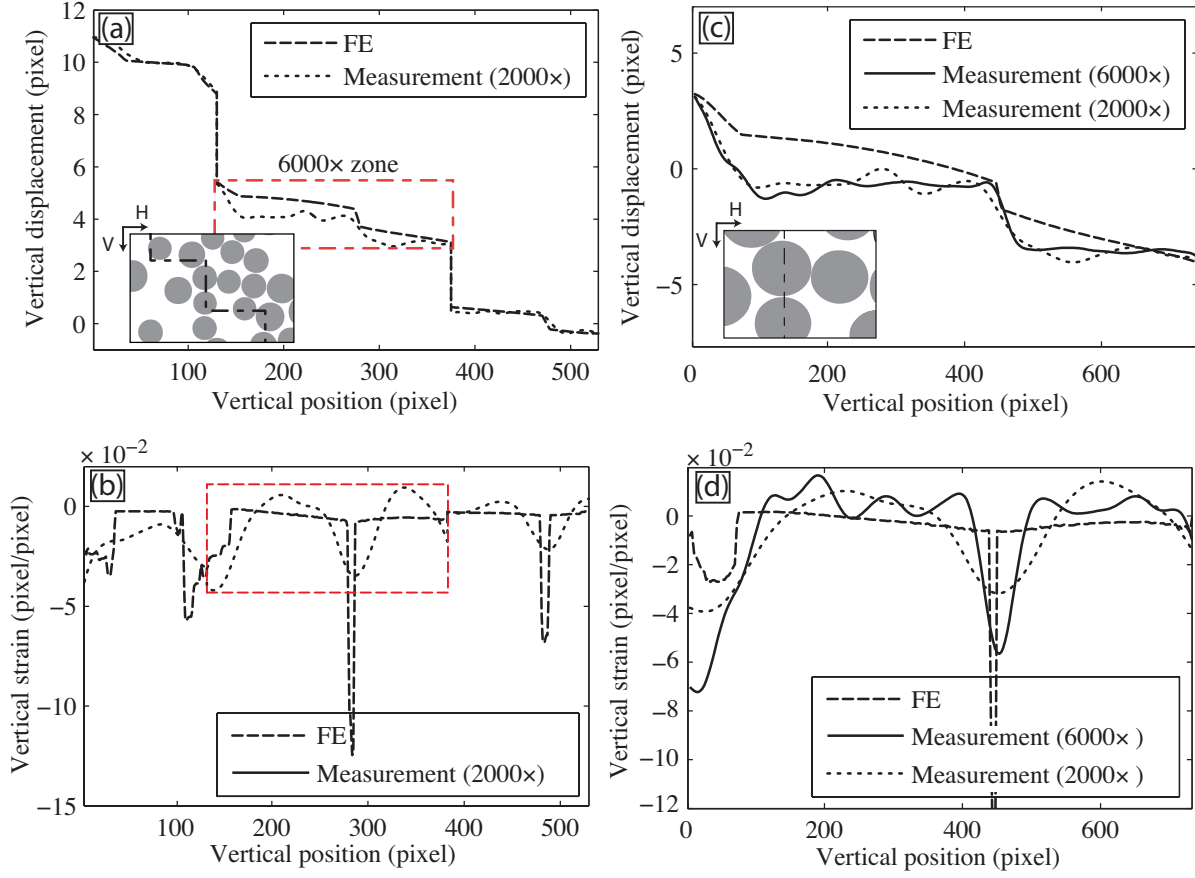 (a)
12
10
8
6
4
2
0
Vertical displacement (pixel)
FE
Measurement (2000×)
6000× zone
H
V
100 200 300 400 500
Vertical position (pixel)
(c)
5
0
−5
Vertical displacement (pixel)
FE
Measurement (6000×)
Measurement (2000×)
H
V
0 200 400 600
Vertical position (pixel)
× 10−2
(b)
0
−5
−10
−15
Vertical strain (pixel/pixel)
FE
Measurement (2000×)
100 200 300 400 500
Vertical position (pixel)
× 10−2
(d)
0
−2
−4
−6
−8
−10
−12
Vertical strain (pixel/pixel)
FE
Measurement (6000× )
Measurement (2000× )
0 200 400 600
Vertical position (pixel)